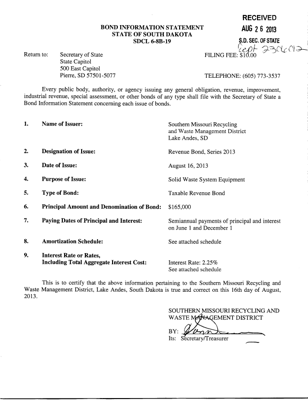 RECEIVED
AUG 26 2013
S.D. SEC. OF STATE
BOND INFORMATION STATEMENT
STATE OF SOUTH DAKOTA
SDCL 6-8B-19
Return to: Secretary of State
State Capitol
500 East Capitol
Pierre, SD 57501-5077
FILING FEE: $10.00
TELEPHONE: (605) 773-3537
Every public body, authority, or agency issuing any general obligation, revenue, improvement,
industrial revenue, special assessment, or other bonds of any type shall file with the Secretary of State a
Bond Information Statement concerning each issue of bonds.
1. Name of Issuer: Southern Missouri Recycling
and Waste Management District
Lake Andes, SD
2. Designation of Issue: Revenue Bond, Series 2013
3. Date of Issue: August 16, 2013
4. Purpose of Issue: Solid Waste System Equipment
5. Type of Bond: Taxable Revenue Bond
6. Principal Amount and Denomination of Bond: $165,000
7. Paying Dates of Principal and Interest: Semiannual payments of principal and interest
on June 1 and December 1
8. Amortization Schedule: See attached schedule
9. Interest Rate or Rates,
Including Total Aggregate Interest Cost: Interest Rate: 2.25%
See attached schedule
This is to certify that the above information pertaining to the Southern Missouri Recycling and
Waste Management District, Lake Andes, South Dakota is true and correct on this 16th day of August,
2013.
SOUTHERN MISSOURI RECYCLING AND
WASTE MANAGEMENT DISTRICT
BY:
Its: Secretary/Treasurer